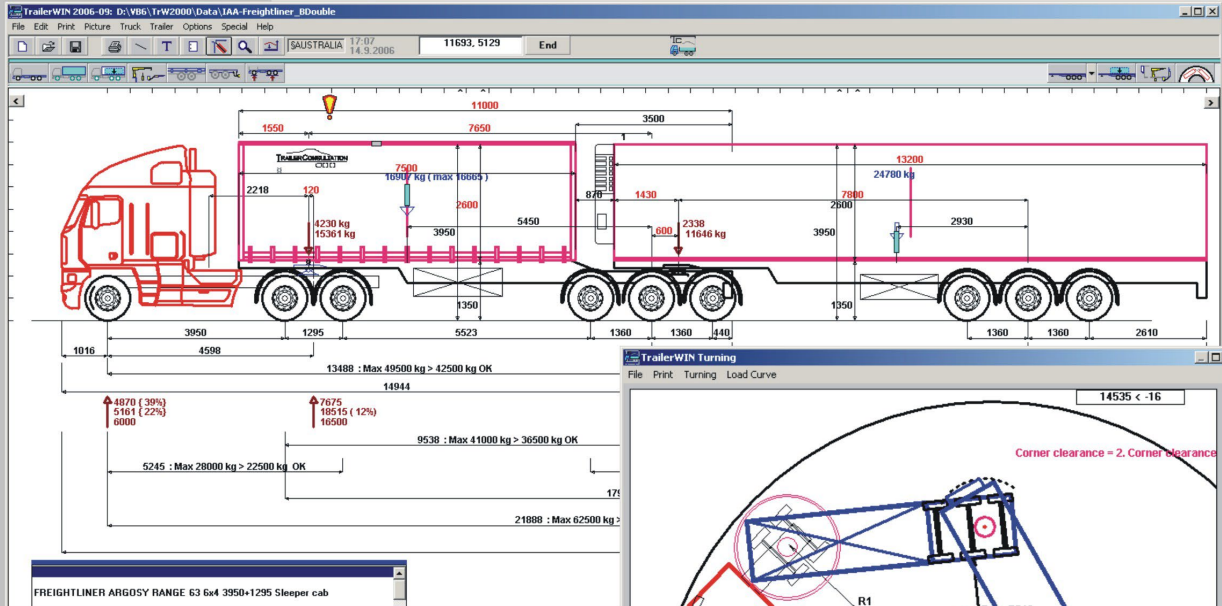 TrailerWIN 2006-09: D:\VB6\TrW2000\Data\IAA-Freightliner_BDouble
File Edit Print Picture Truck Trailer Options Special Help
§AUSTRALIA 17:07
14.9.2006
11693, 5129
End
11000
3500
1550
7650
1
TRAILER CONSULTATION
13200
7500
16907 kg ( max 16665 )
24780 kg
2218
120
870
1430
7800
2600
2600
4230 kg
15361 kg
5450
2338
11646 kg
2930
3950
600
3950
1350
1350
3950
1295
5523
1360
1360
440
1360
1360
2610
1016
4598
13488 : Max 49500 kg > 42500 kg OK
14944
4870 ( 39%)
5161 ( 22%)
6000
7675
18515 ( 12%)
16500
9538 : Max 41000 kg > 36500 kg OK
5245 : Max 28000 kg > 22500 kg OK
179
21888 : Max 62500 kg >
FREIGHTLINER ARGOSY RANGE 63 6x4 3950+1295 Sleeper cab
TrailerWIN Turning
File Print Turning Load Curve
14535 < -16
Corner clearance = 2. Corner clearance
R1